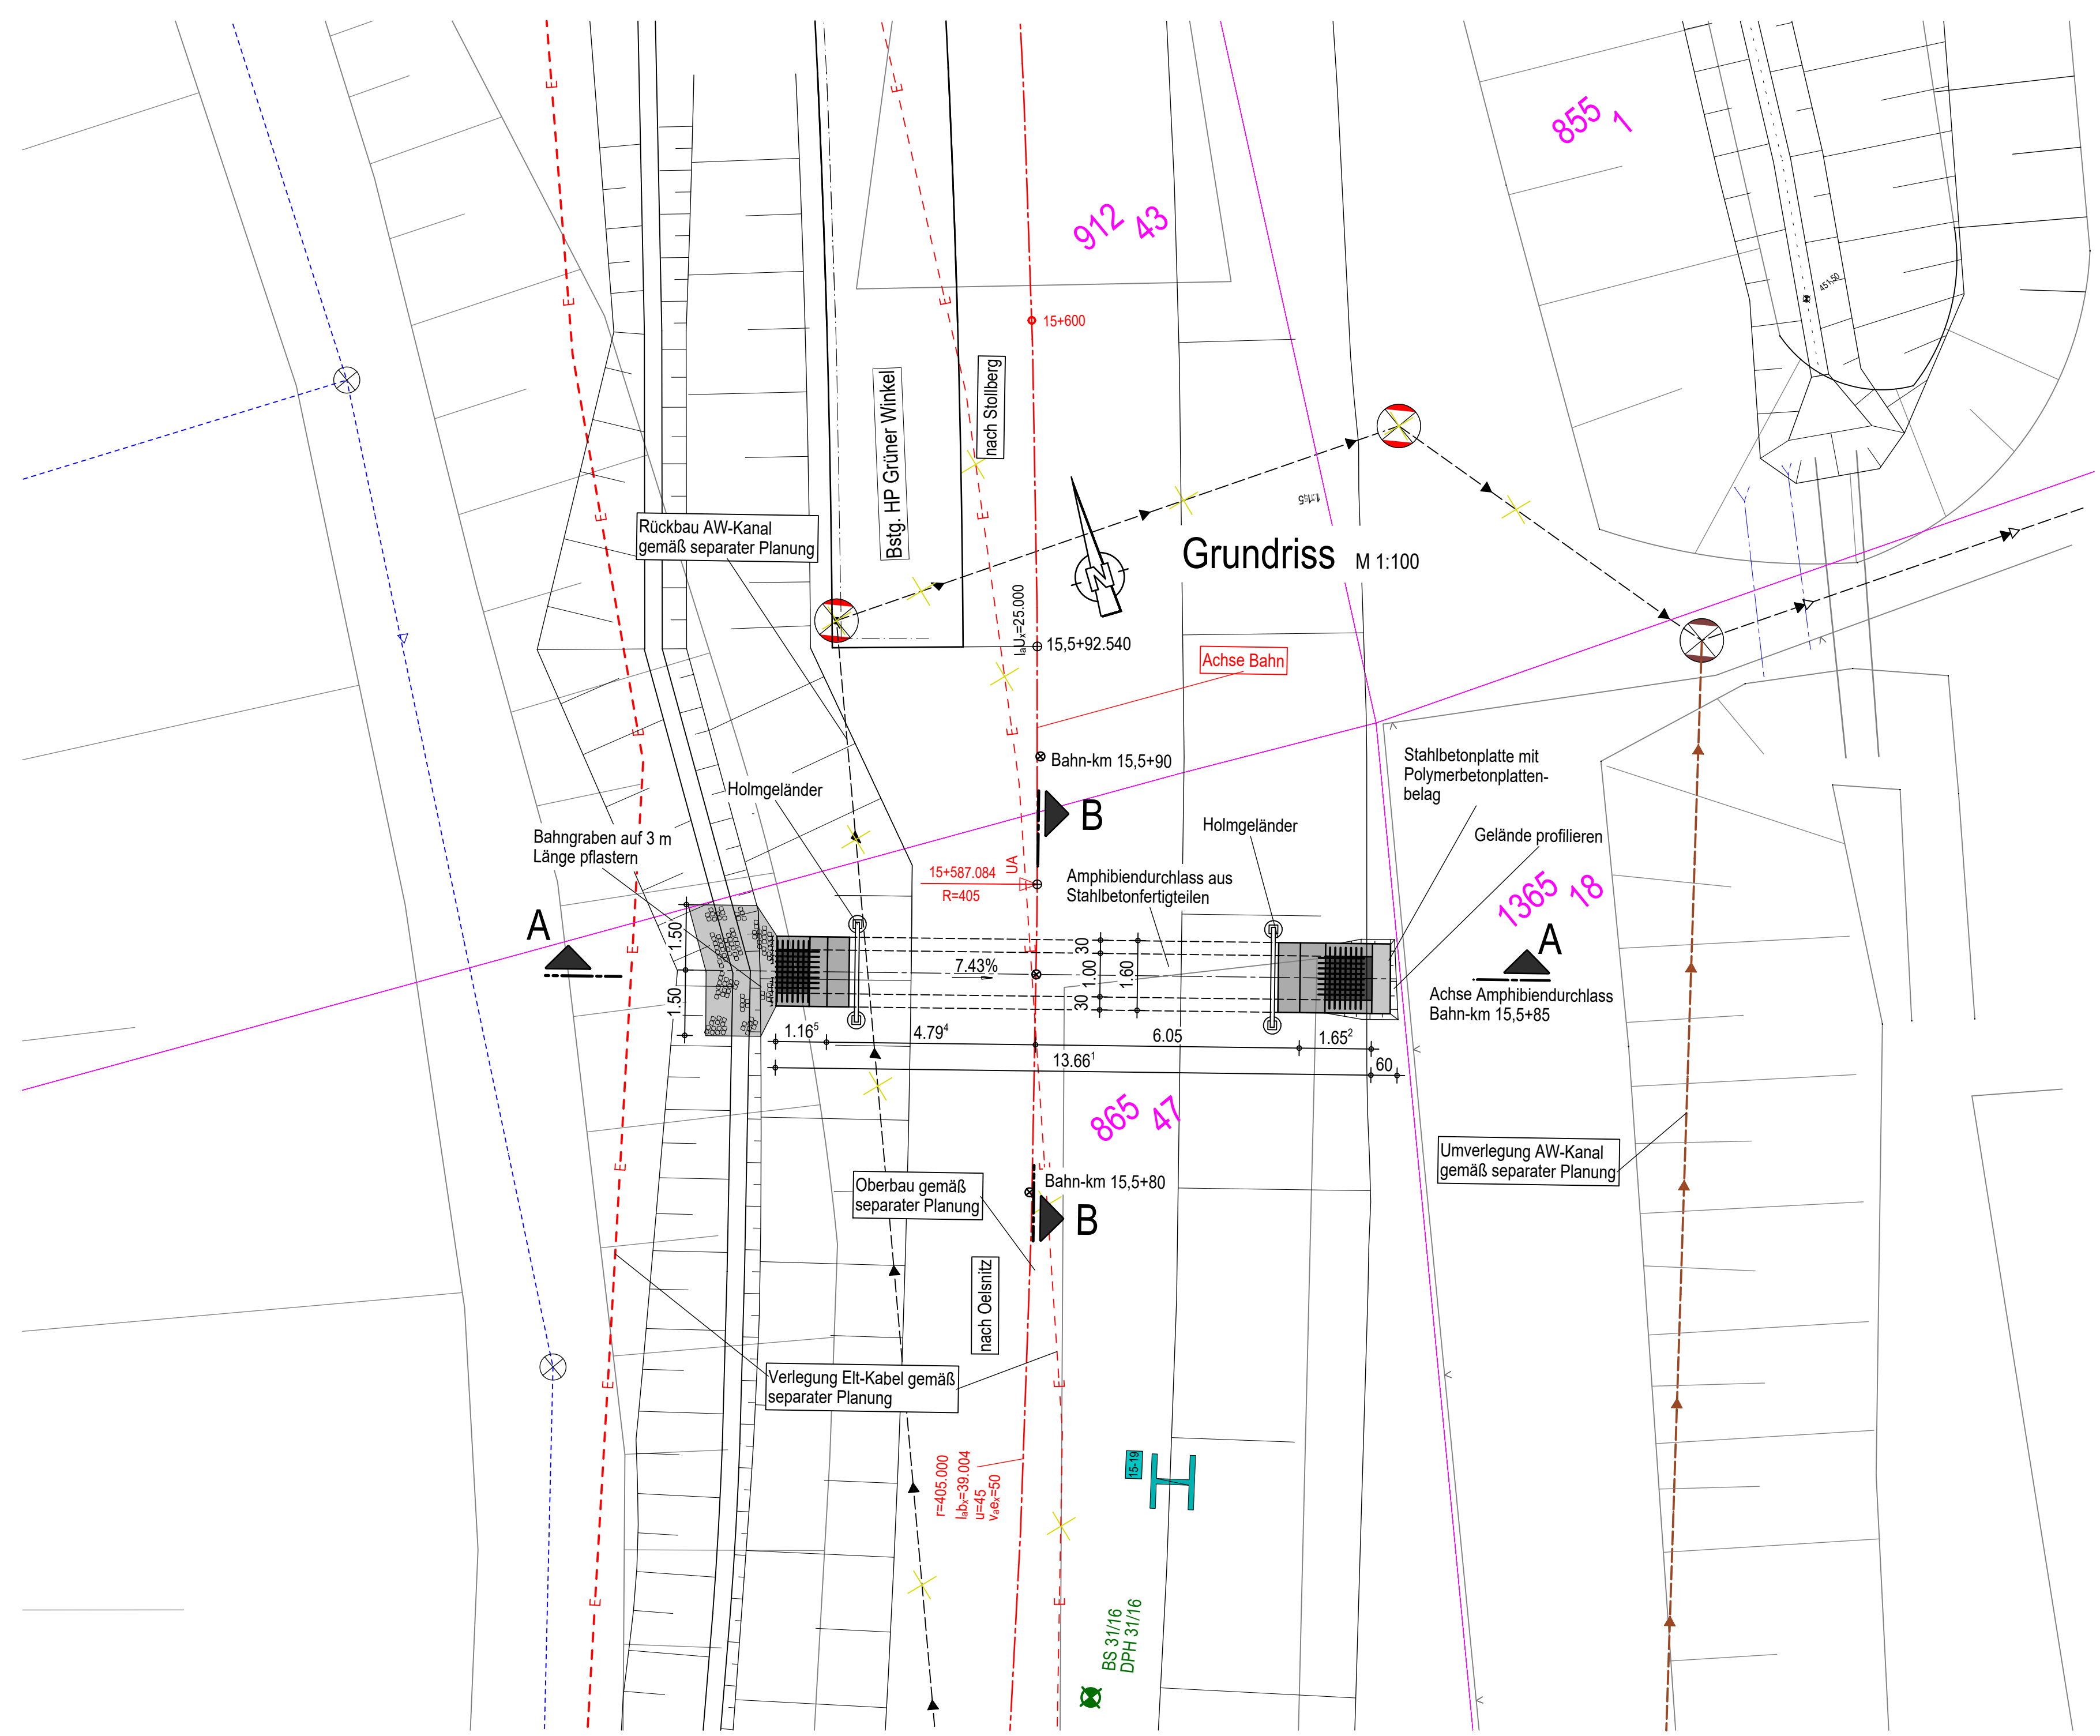 855
1
912
43
451,50
15+600
Bstg. HP Grüner Winkel
nach Stollberg
Rückbau AW-Kanal
gemäß separater Planung
N
Grundriss M 1:100
15,5+92.540
Achse Bahn
Bahn-km 15,5+90
Stahlbetonplatte mit
Polymerbetonplatten-
belag
Holmgeländer
B
Holmgeländer
Gelände profilieren
Bahngraben auf 3 m
Länge pflastern
15+587.084
R=405
UA
Amphibiendurchlass aus
Stahlbetonfertigteilen
1365
18
A
A
1.50
1.50
7.43%
30
1.00
30
1.60
Achse Amphibiendurchlass
Bahn-km 15,5+85
1.16⁵
4.79⁴
6.05
1.65²
13.66¹
60
865
47
Umverlegung AW-Kanal
gemäß separater Planung
Oberbau gemäß
separater Planung
Bahn-km 15,5+80
B
nach Oelsnitz
Verlegung Elt-Kabel gemäß
separater Planung
r=405.000
u=45
15-19
BS 31/16
DPH 31/16
E
E
E
E
E
E
E
E
E
E
E
E
E